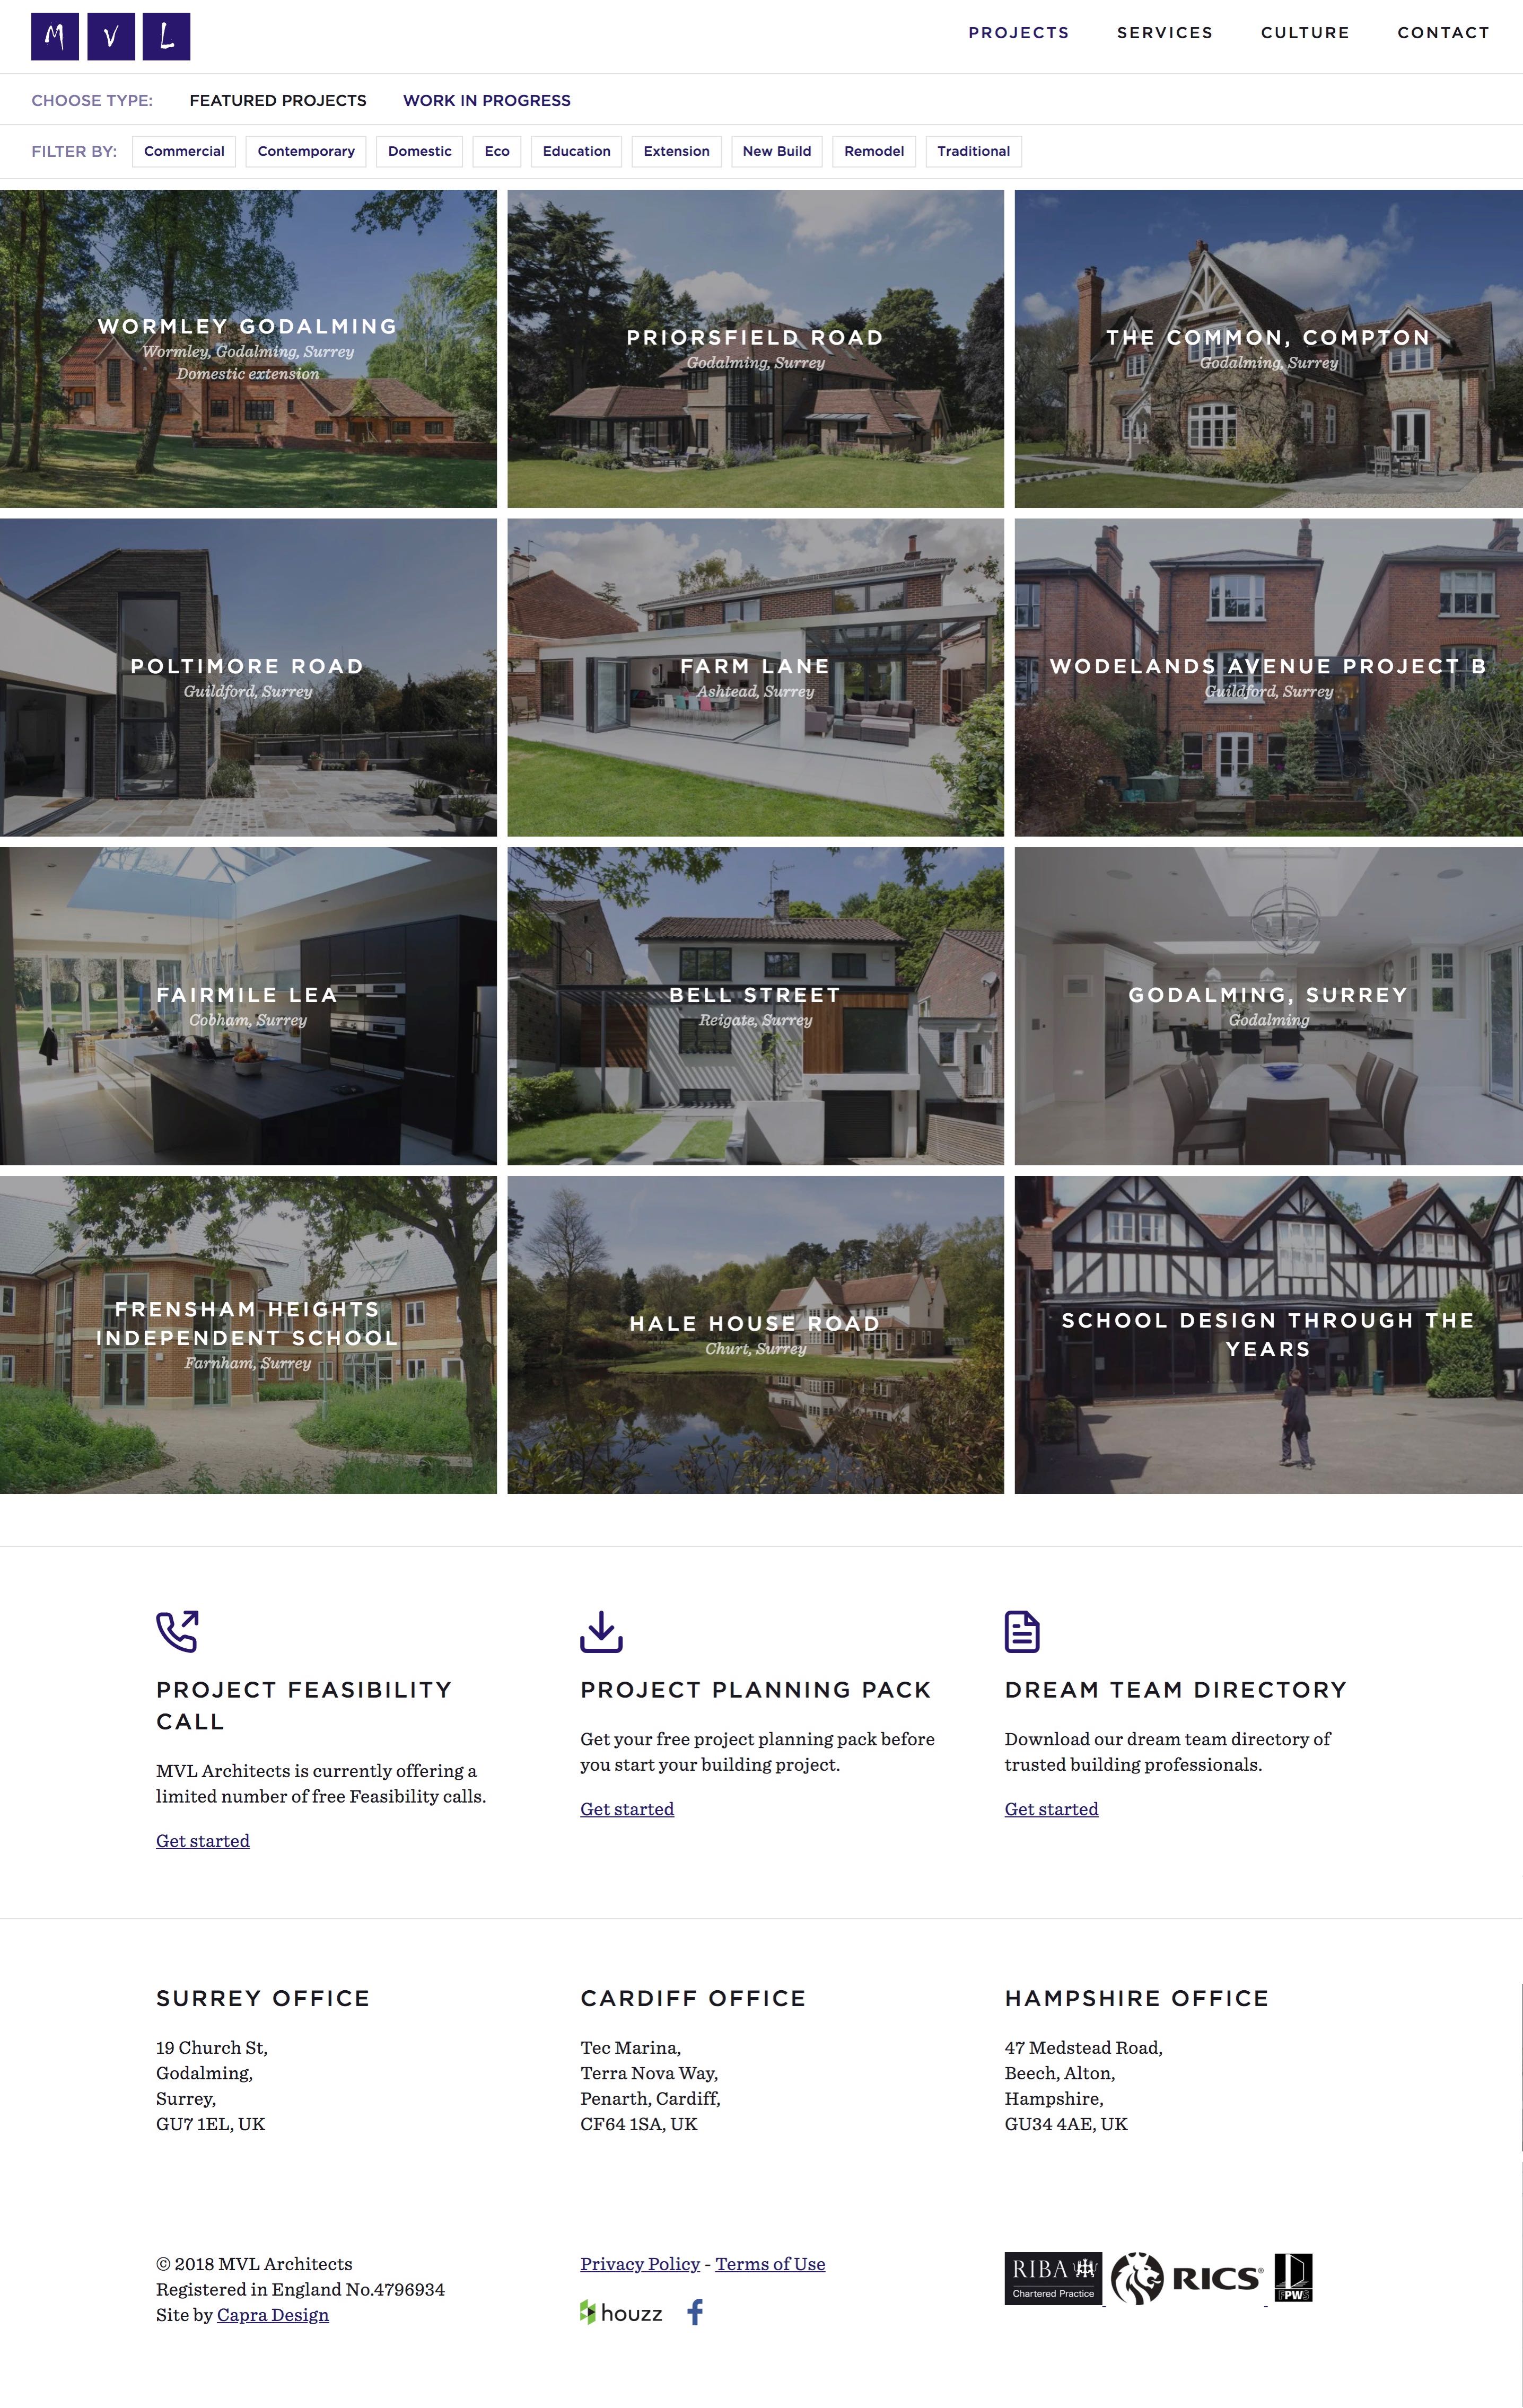 M V L
PROJECTS SERVICES CULTURE CONTACT
CHOOSE TYPE: FEATURED PROJECTS WORK IN PROGRESS
FILTER BY: Commercial Contemporary Domestic Eco Education Extension New Build Remodel Traditional
WORMLEY GODALMING
Wormley, Godalming, Surrey
Domestic extension
PRIORSFIELD ROAD
Godalming, Surrey
THE COMMON, COMPTON
Godalming, Surrey
POLTIMORE ROAD
Guildford, Surrey
FARM LANE
Ashtead, Surrey
WODELANDS AVENUE PROJECT B
Guildford, Surrey
FAIRMILE LEA
Cobham, Surrey
BELL STREET
Reigate, Surrey
46
GODALMING, SURREY
Godalming
FRENSHAM HEIGHTS
INDEPENDENT SCHOOL
Farnham, Surrey
HALE HOUSE ROAD
Churt, Surrey
SCHOOL DESIGN THROUGH THE
YEARS
PROJECT FEASIBILITY
CALL
MVL Architects is currently offering a
limited number of free Feasibility calls.
Get started
PROJECT PLANNING PACK
Get your free project planning pack before
you start your building project.
Get started
DREAM TEAM DIRECTORY
Download our dream team directory of
trusted building professionals.
Get started
SURREY OFFICE
19 Church St,
Godalming,
Surrey,
GU7 1EL, UK
CARDIFF OFFICE
Tec Marina,
Terra Nova Way,
Penarth, Cardiff,
CF64 1SA, UK
HAMPSHIRE OFFICE
47 Medstead Road,
Beech, Alton,
Hampshire,
GU34 4AE, UK
© 2018 MVL Architects
Registered in England No.4796934
Site by Capra Design
Privacy Policy - Terms of Use
houzz
RIBA
Chartered Practice
RICS®